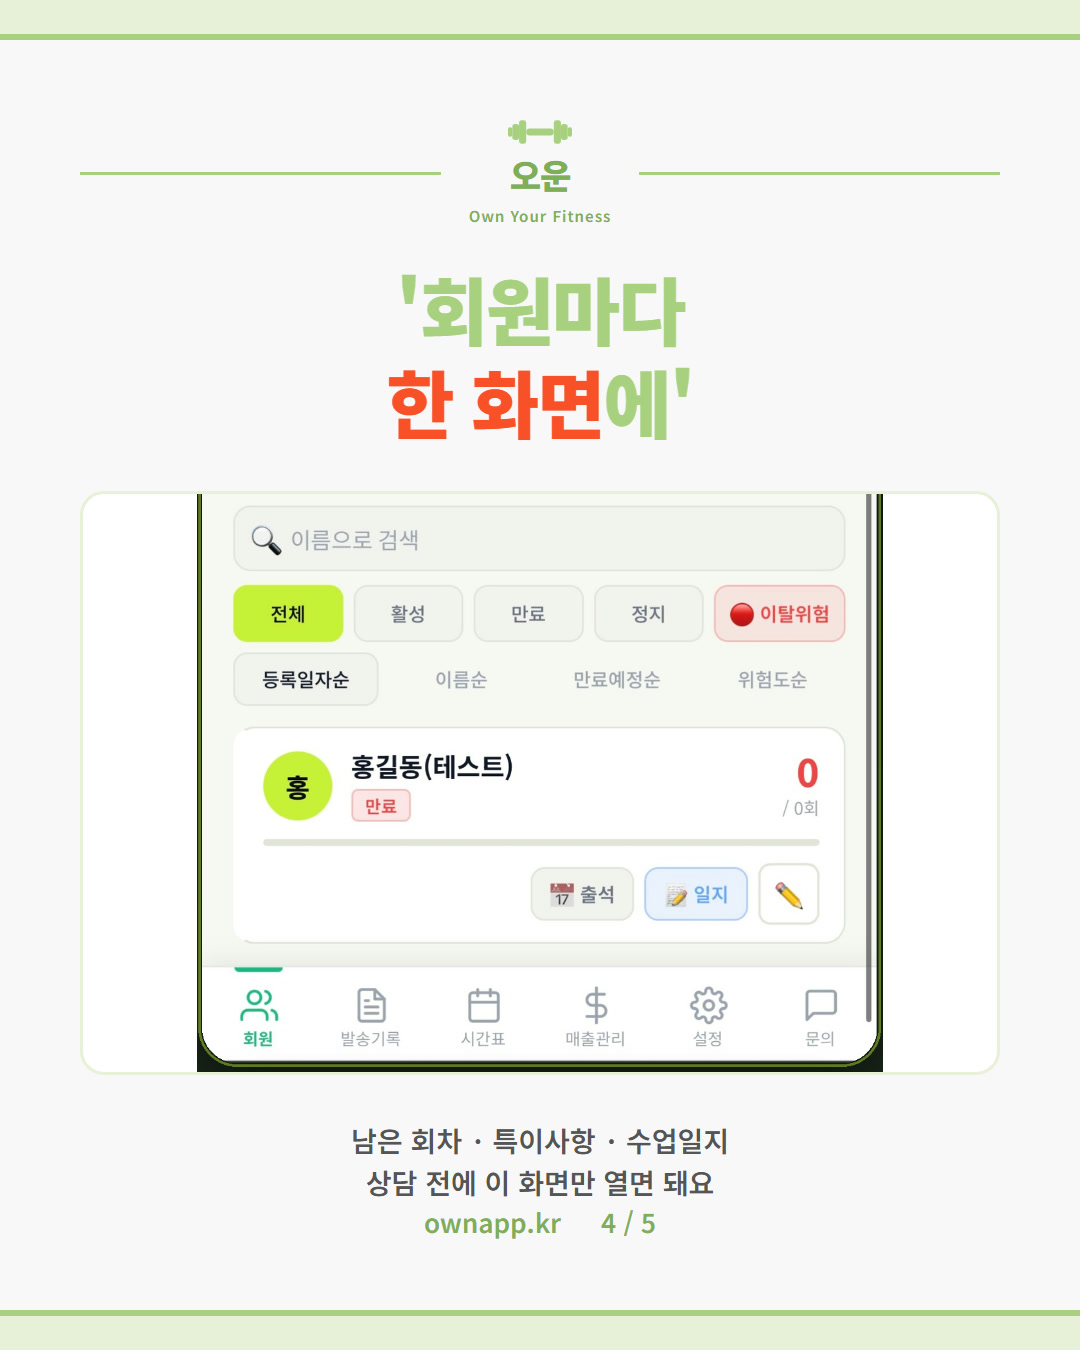 오운
Own Your Fitness
'회원마다
한 화면에'
이름으로 검색
전체 활성 만료 정지 이탈위험
등록일자순 이름순 만료예정순 위험도순
홍 홍길동(테스트) 0
만료 / 0회
17 출석 일지
회원 발송기록 시간표 매출관리 설정 문의
남은 회차 · 특이사항 · 수업일지
상담 전에 이 화면만 열면 돼요
ownapp.kr 4 / 5